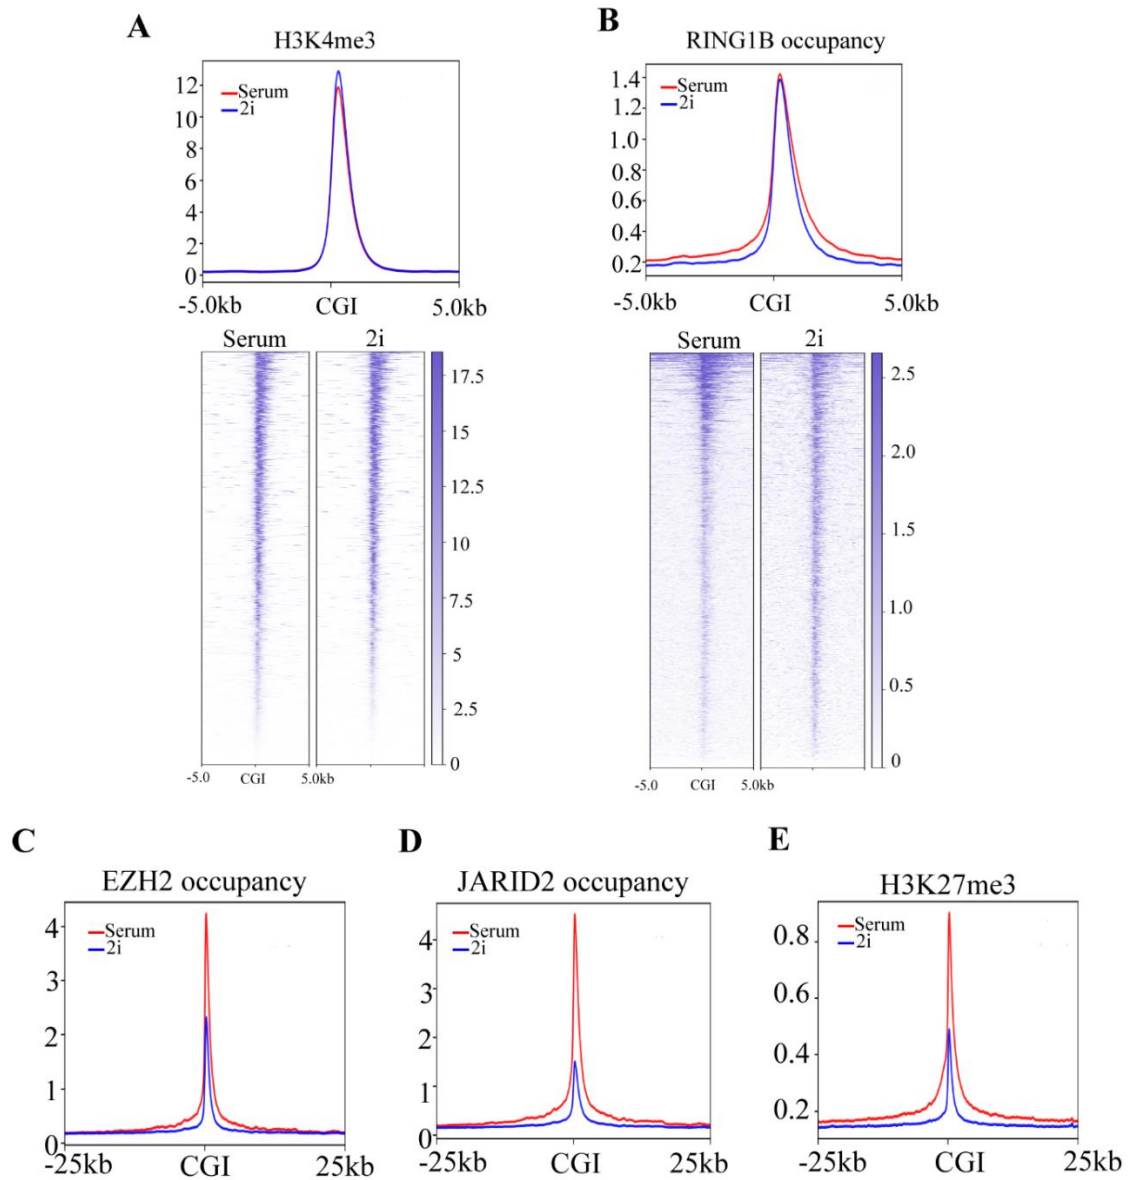 A
H3K4me3
Serum
2i
12
10
8
6
4
2
0
-5.0kb CGI 5.0kb
Serum 2i
17.5
15
12.5
10
7.5
5
2.5
0
-5.0 CGI 5.0kb
B
RING1B occupancy
Serum
2i
1.4
1.2
1.0
0.8
0.6
0.4
0.2
-5.0kb CGI 5.0kb
Serum 2i
2.5
2.0
1.5
1.0
0.5
0
-5.0 CGI 5.0kb
C
EZH2 occupancy
Serum
2i
4
3
2
1
0
-25kb CGI 25kb
D
JARID2 occupancy
Serum
2i
4
3
2
1
0
-25kb CGI 25kb
E
H3K27me3
Serum
2i
0.8
0.6
0.4
0.2
-25kb CGI 25kb